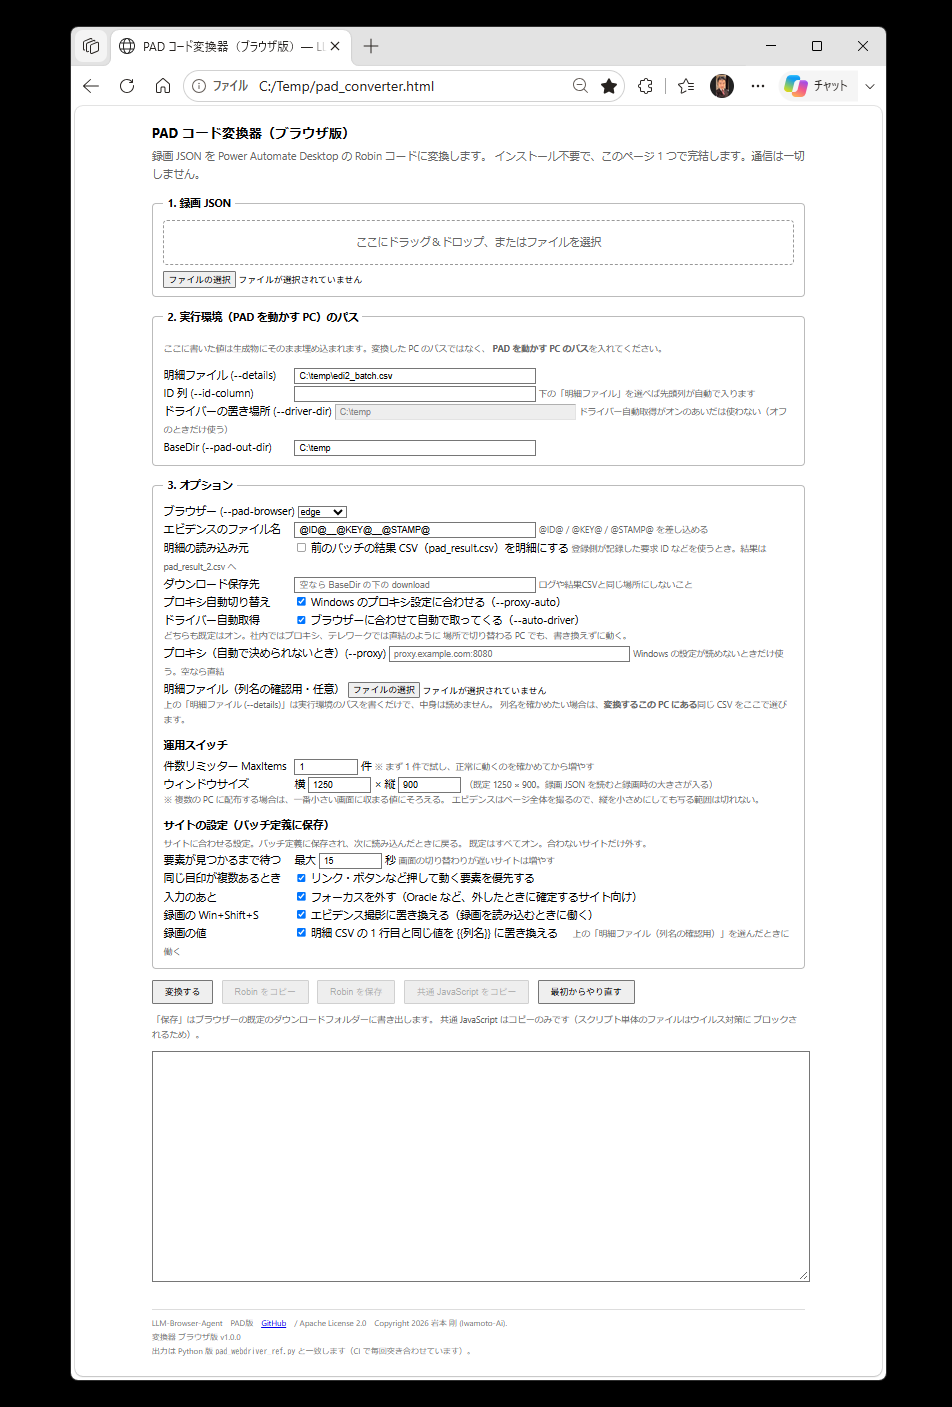 PAD コード変換器（ブラウザ版） — LI
ファイル C:/Temp/pad_converter.html
チャット
PAD コード変換器（ブラウザ版）
録画 JSON を Power Automate Desktop の Robin コードに変換します。 インストール不要で、このページ 1 つで完結します。通信は一切
しません。
1. 録画 JSON
ここにドラッグ＆ドロップ、またはファイルを選択
ファイルの選択 ファイルが選択されていません
2. 実行環境（PAD を動かす PC）のパス
ここに書いた値は生成物にそのまま埋め込まれます。変換した PC のパスではなく、 PAD を動かす PC のパスを入れてください。
明細ファイル (--details) C:\temp\edi2_batch.csv
ID 列 (--id-column) 下の「明細ファイル」を選べば先頭列が自動で入ります
ドライバーの置き場所 (--driver-dir) C:\temp ドライバー自動取得がオンのあいだは使わない（オフ
のときだけ使う）
BaseDir (--pad-out-dir) C:\temp
3. オプション
ブラウザー (--pad-browser) edge
エビデンスのファイル名 @ID@__@KEY@__@STAMP@ @ID@ / @KEY@ / @STAMP@ を差し込める
明細の読み込み元 前のバッチの結果 CSV（pad_result.csv）を明細にする 登録側が記録した要求 ID などを使うとき。結果は
pad_result_2.csv へ
ダウンロード保存先 空なら BaseDir の下の download ログや結果CSVと同じ場所にしないこと
プロキシ自動切り替え Windows のプロキシ設定に合わせる（--proxy-auto）
ドライバー自動取得 ブラウザーに合わせて自動で取ってくる（--auto-driver）
どちらも既定はオン。社内ではプロキシ、テレワークでは直結のように 場所で切り替わる PC でも、書き換えずに動く。
プロキシ（自動で決められないとき）(--proxy) proxy.example.com:8080 Windows の設定が読めないときだけ使
う。空なら直結
明細ファイル（列名の確認用・任意） ファイルの選択 ファイルが選択されていません
上の「明細ファイル (--details)」は実行環境のパスを書くだけで、中身は読めません。 列名を確かめたい場合は、変換するこの PC にある同じ CSV をここで選び
ます。
運用スイッチ
件数リミッター MaxItems 1 件 ※ まず 1 件で試し、正常に動くのを確かめてから増やす
ウィンドウサイズ 横 1250 × 縦 900 （既定 1250 × 900。録画 JSON を読むと録画時の大きさが入る）
※ 複数の PC に配布する場合は、一番小さい画面に収まる値にそろえる。 エビデンスはページ全体を撮るので、縦を小さめにしても写る範囲は切れない。
サイトの設定（バッチ定義に保存）
サイトに合わせる設定。バッチ定義に保存され、次に読み込んだときに戻る。 既定はすべてオン。合わないサイトだけ外す。
要素が見つかるまで待つ 最大 15 秒 画面の切り替わりが遅いサイトは増やす
同じ目印が複数あるとき リンク・ボタンなど押して動く要素を優先する
入力のあと フォーカスを外す（Oracle など、外したときに確定するサイト向け）
録画の Win+Shift+S エビデンス撮影に置き換える（録画を読み込むときに働く）
録画の値 明細 CSV の 1 行目と同じ値を {{列名}} に置き換える 上の「明細ファイル（列名の確認用）」を選んだときに
働く
変換する Robin をコピー Robin を保存 共通 JavaScript をコピー 最初からやり直す
「保存」はブラウザーの既定のダウンロードフォルダーに書き出します。 共通 JavaScript はコピーのみです（スクリプト単体のファイルはウイルス対策に ブロックさ
れるため）。
LLM-Browser-Agent PAD版 GitHub / Apache License 2.0 Copyright 2026 岩本 剛 (Iwamoto-Ai).
変換器 ブラウザ版 v1.0.0
出力は Python 版 pad_webdriver_ref.py と一致します（CI で毎回突き合わせています）。